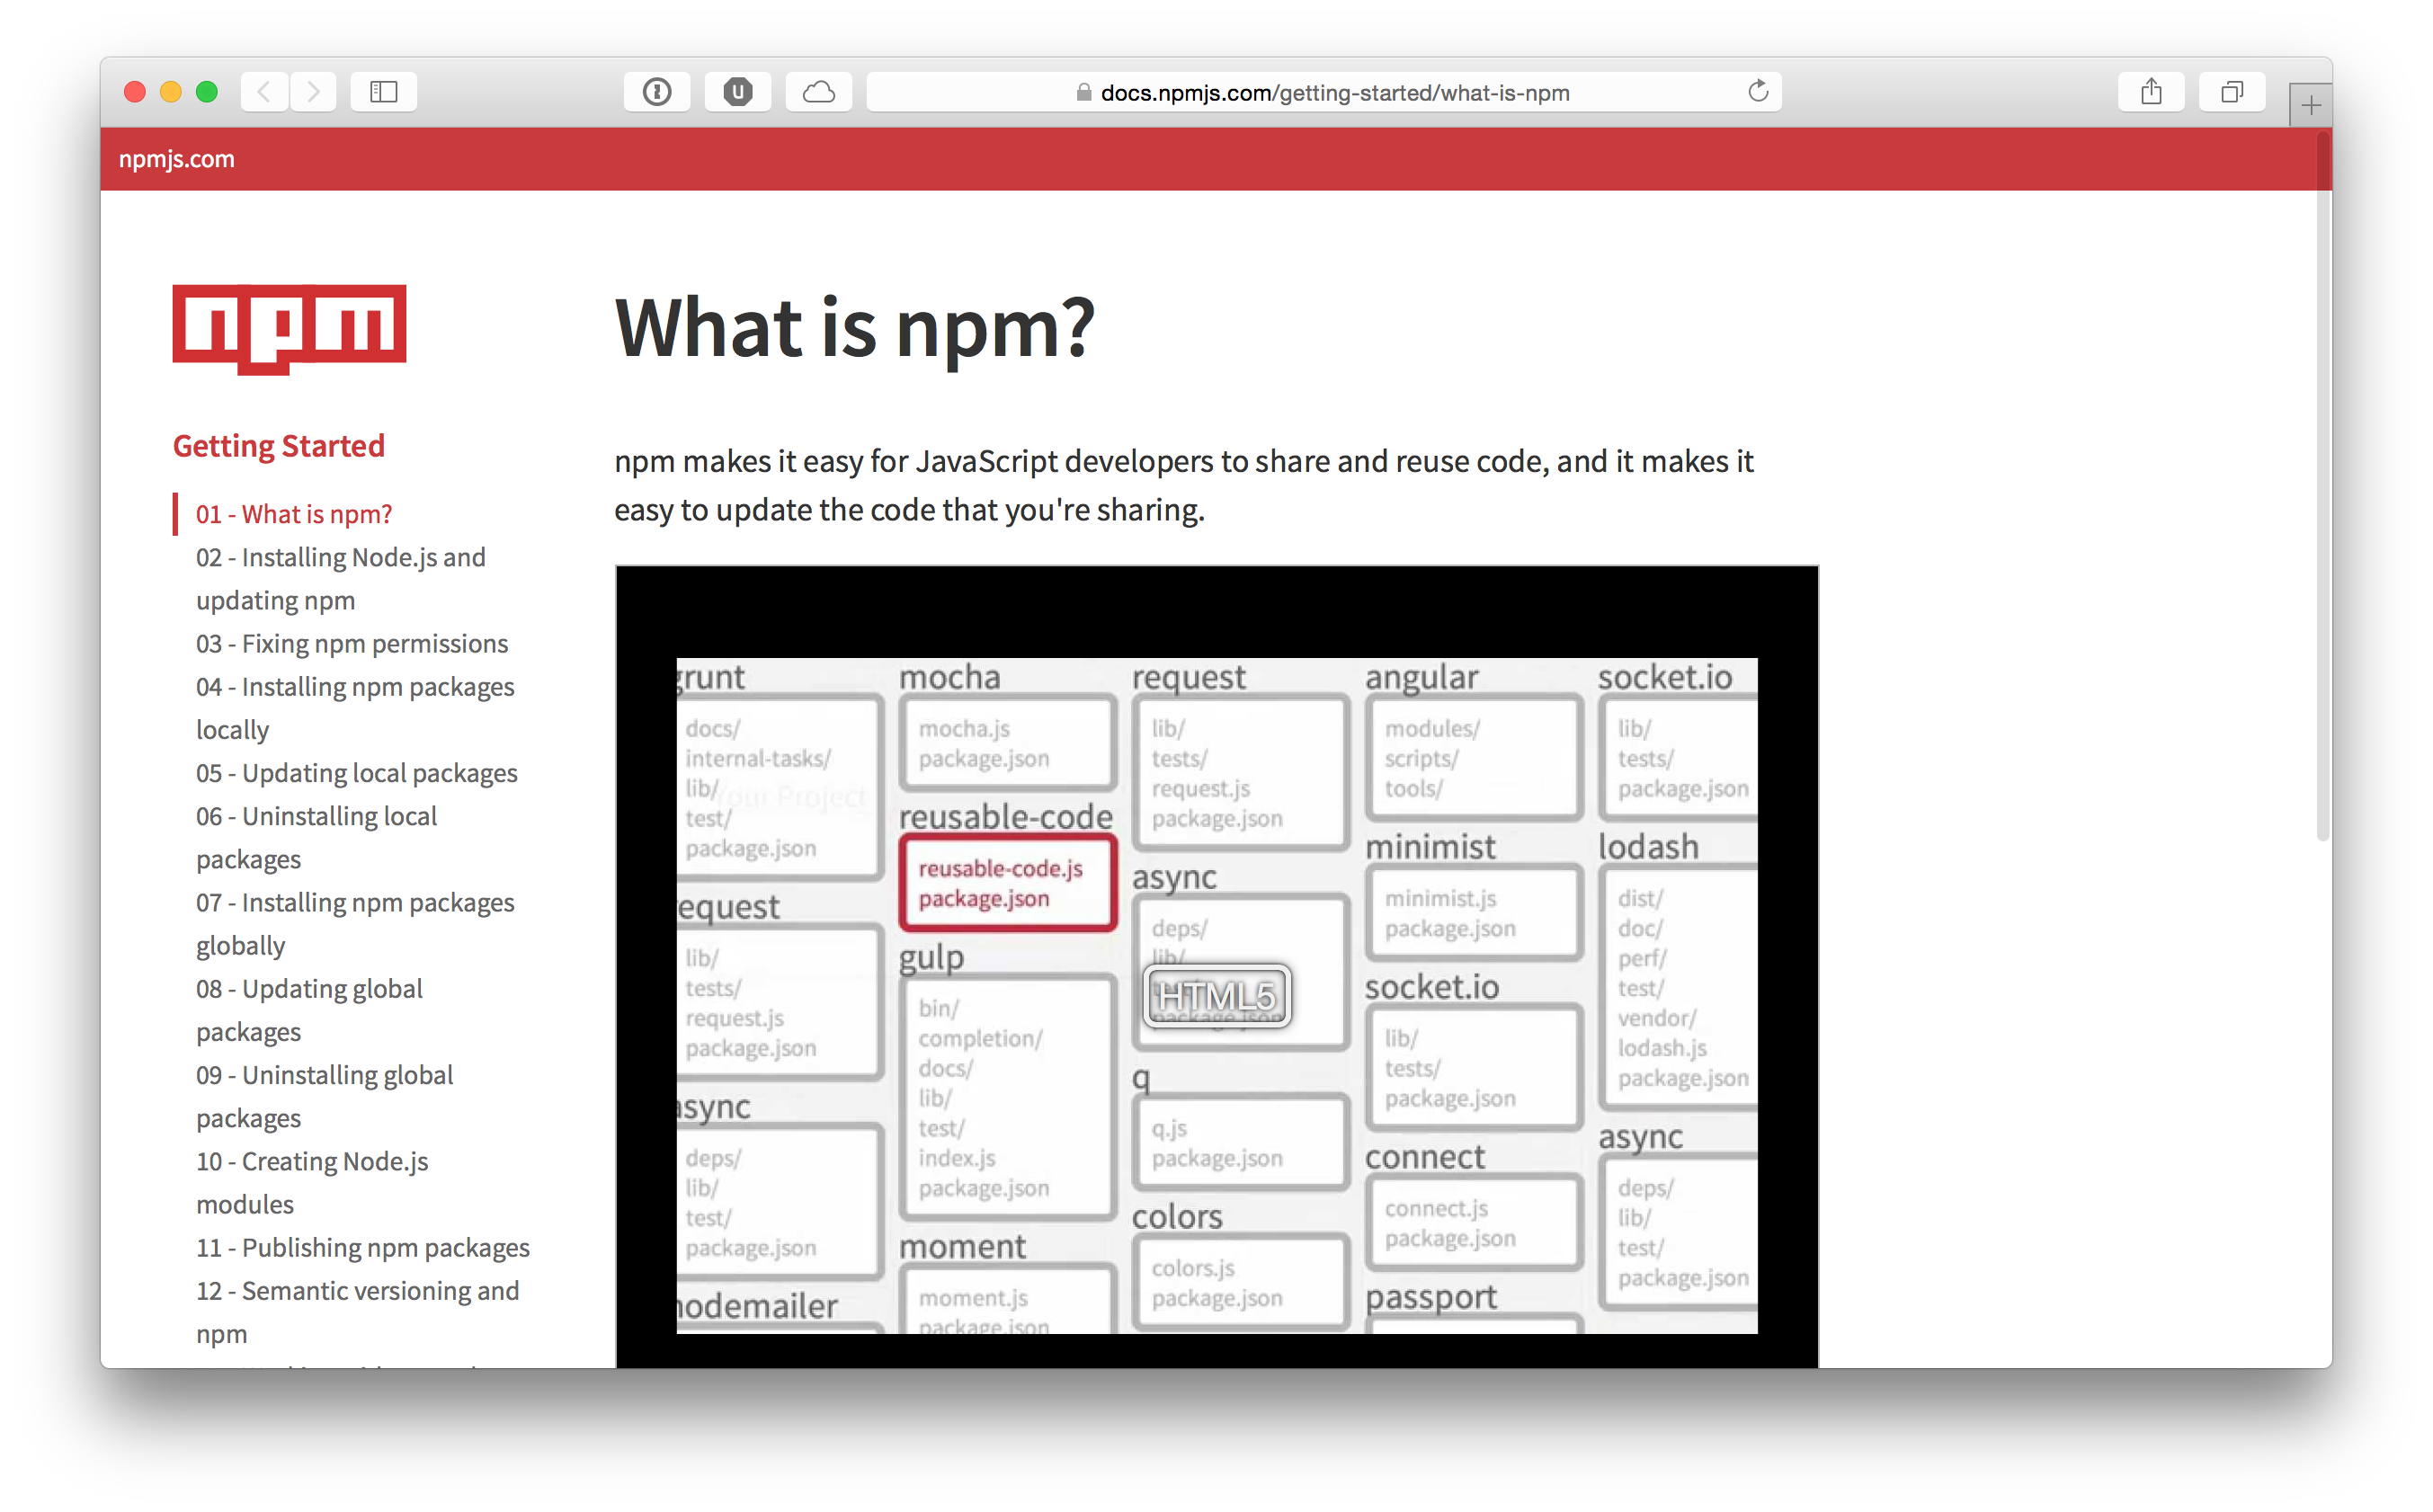 docs.npmjs.com/getting-started/what-is-npm
npmjs.com
npm
Getting Started
01 - What is npm?
02 - Installing Node.js and
updating npm
03 - Fixing npm permissions
04 - Installing npm packages
locally
05 - Updating local packages
06 - Uninstalling local
packages
07 - Installing npm packages
globally
08 - Updating global
packages
09 - Uninstalling global
packages
10 - Creating Node.js
modules
11 - Publishing npm packages
12 - Semantic versioning and
npm
What is npm?
npm makes it easy for JavaScript developers to share and reuse code, and it makes it
easy to update the code that you're sharing.
grunt
docs/
internal-tasks/
lib/
Your Project
test/
package.json
request
lib/
tests/
request.js
package.json
async
deps/
lib/
test/
package.json
nodemailer
mocha
mocha.js
package.json
reusable-code
reusable-code.js
package.json
gulp
bin/
completion/
docs/
lib/
test/
index.js
package.json
moment
moment.js
package.json
request
lib/
tests/
request.js
package.json
async
deps/
lib/
HTML5
package.json
q
q.js
package.json
colors
colors.js
package.json
angular
modules/
scripts/
tools/
minimist
minimist.js
package.json
socket.io
lib/
tests/
package.json
connect
connect.js
package.json
passport
socket.io
lib/
tests/
package.json
lodash
dist/
doc/
perf/
test/
vendor/
lodash.js
package.json
async
deps/
lib/
test/
package.json